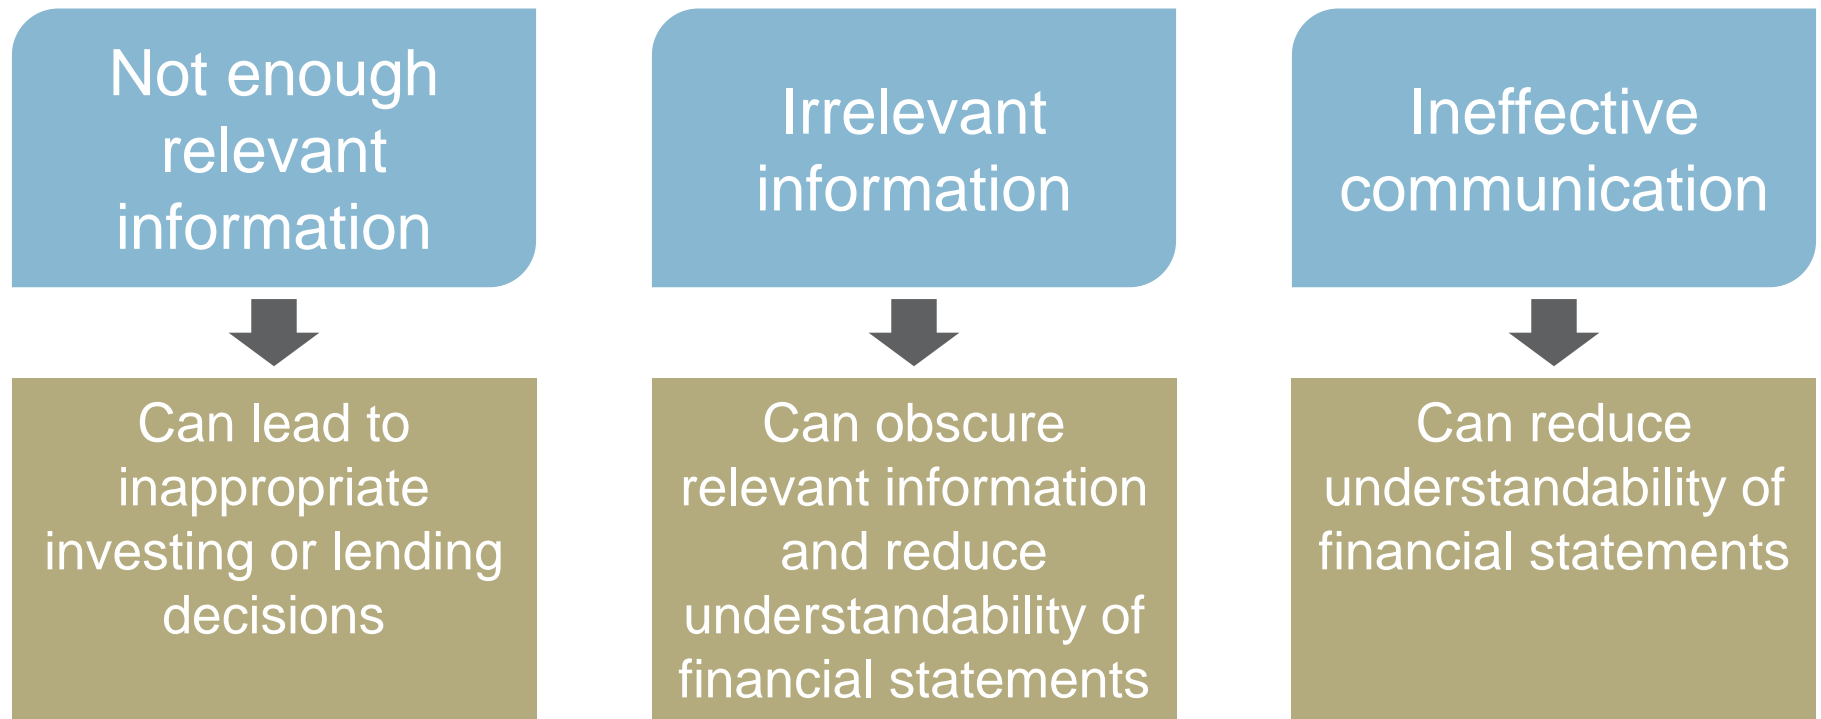 Not enough
relevant
information
Irrelevant
information
Ineffective
communication
Can lead to
inappropriate
investing or lending
decisions
Can obscure
relevant information
and reduce
understandability of
financial statements
Can reduce
understandability of
financial statements